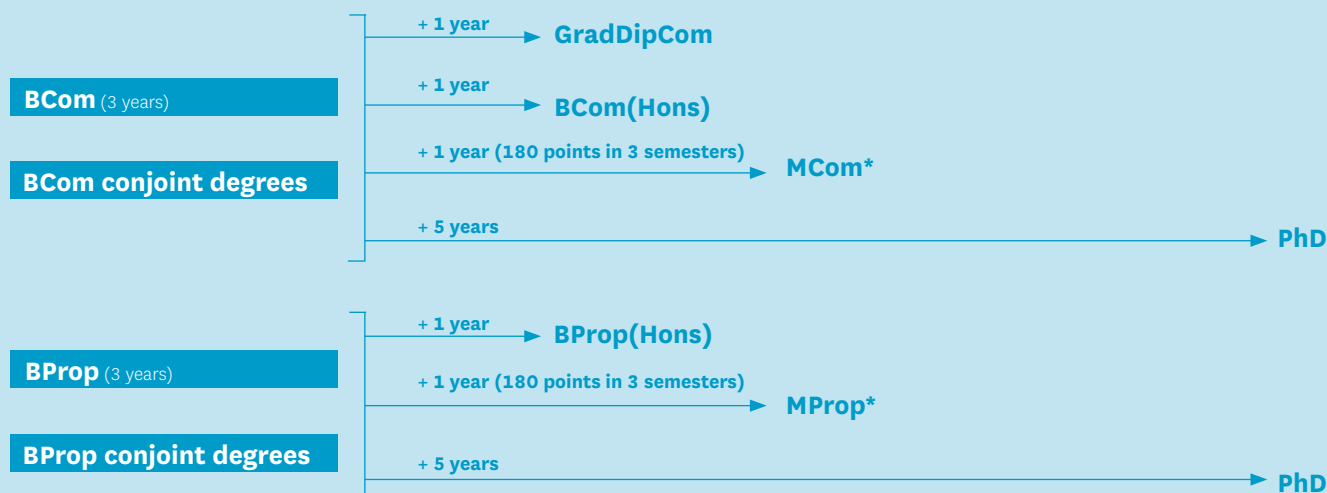 + 1 year
GradDipCom
BCom (3 years)
+ 1 year
BCom(Hons)
BCom conjoint degrees
+ 1 year (180 points in 3 semesters)
MCom*
+ 5 years
PhD
+ 1 year
BProp(Hons)
BProp (3 years)
+ 1 year (180 points in 3 semesters)
MProp*
BProp conjoint degrees
+ 5 years
PhD